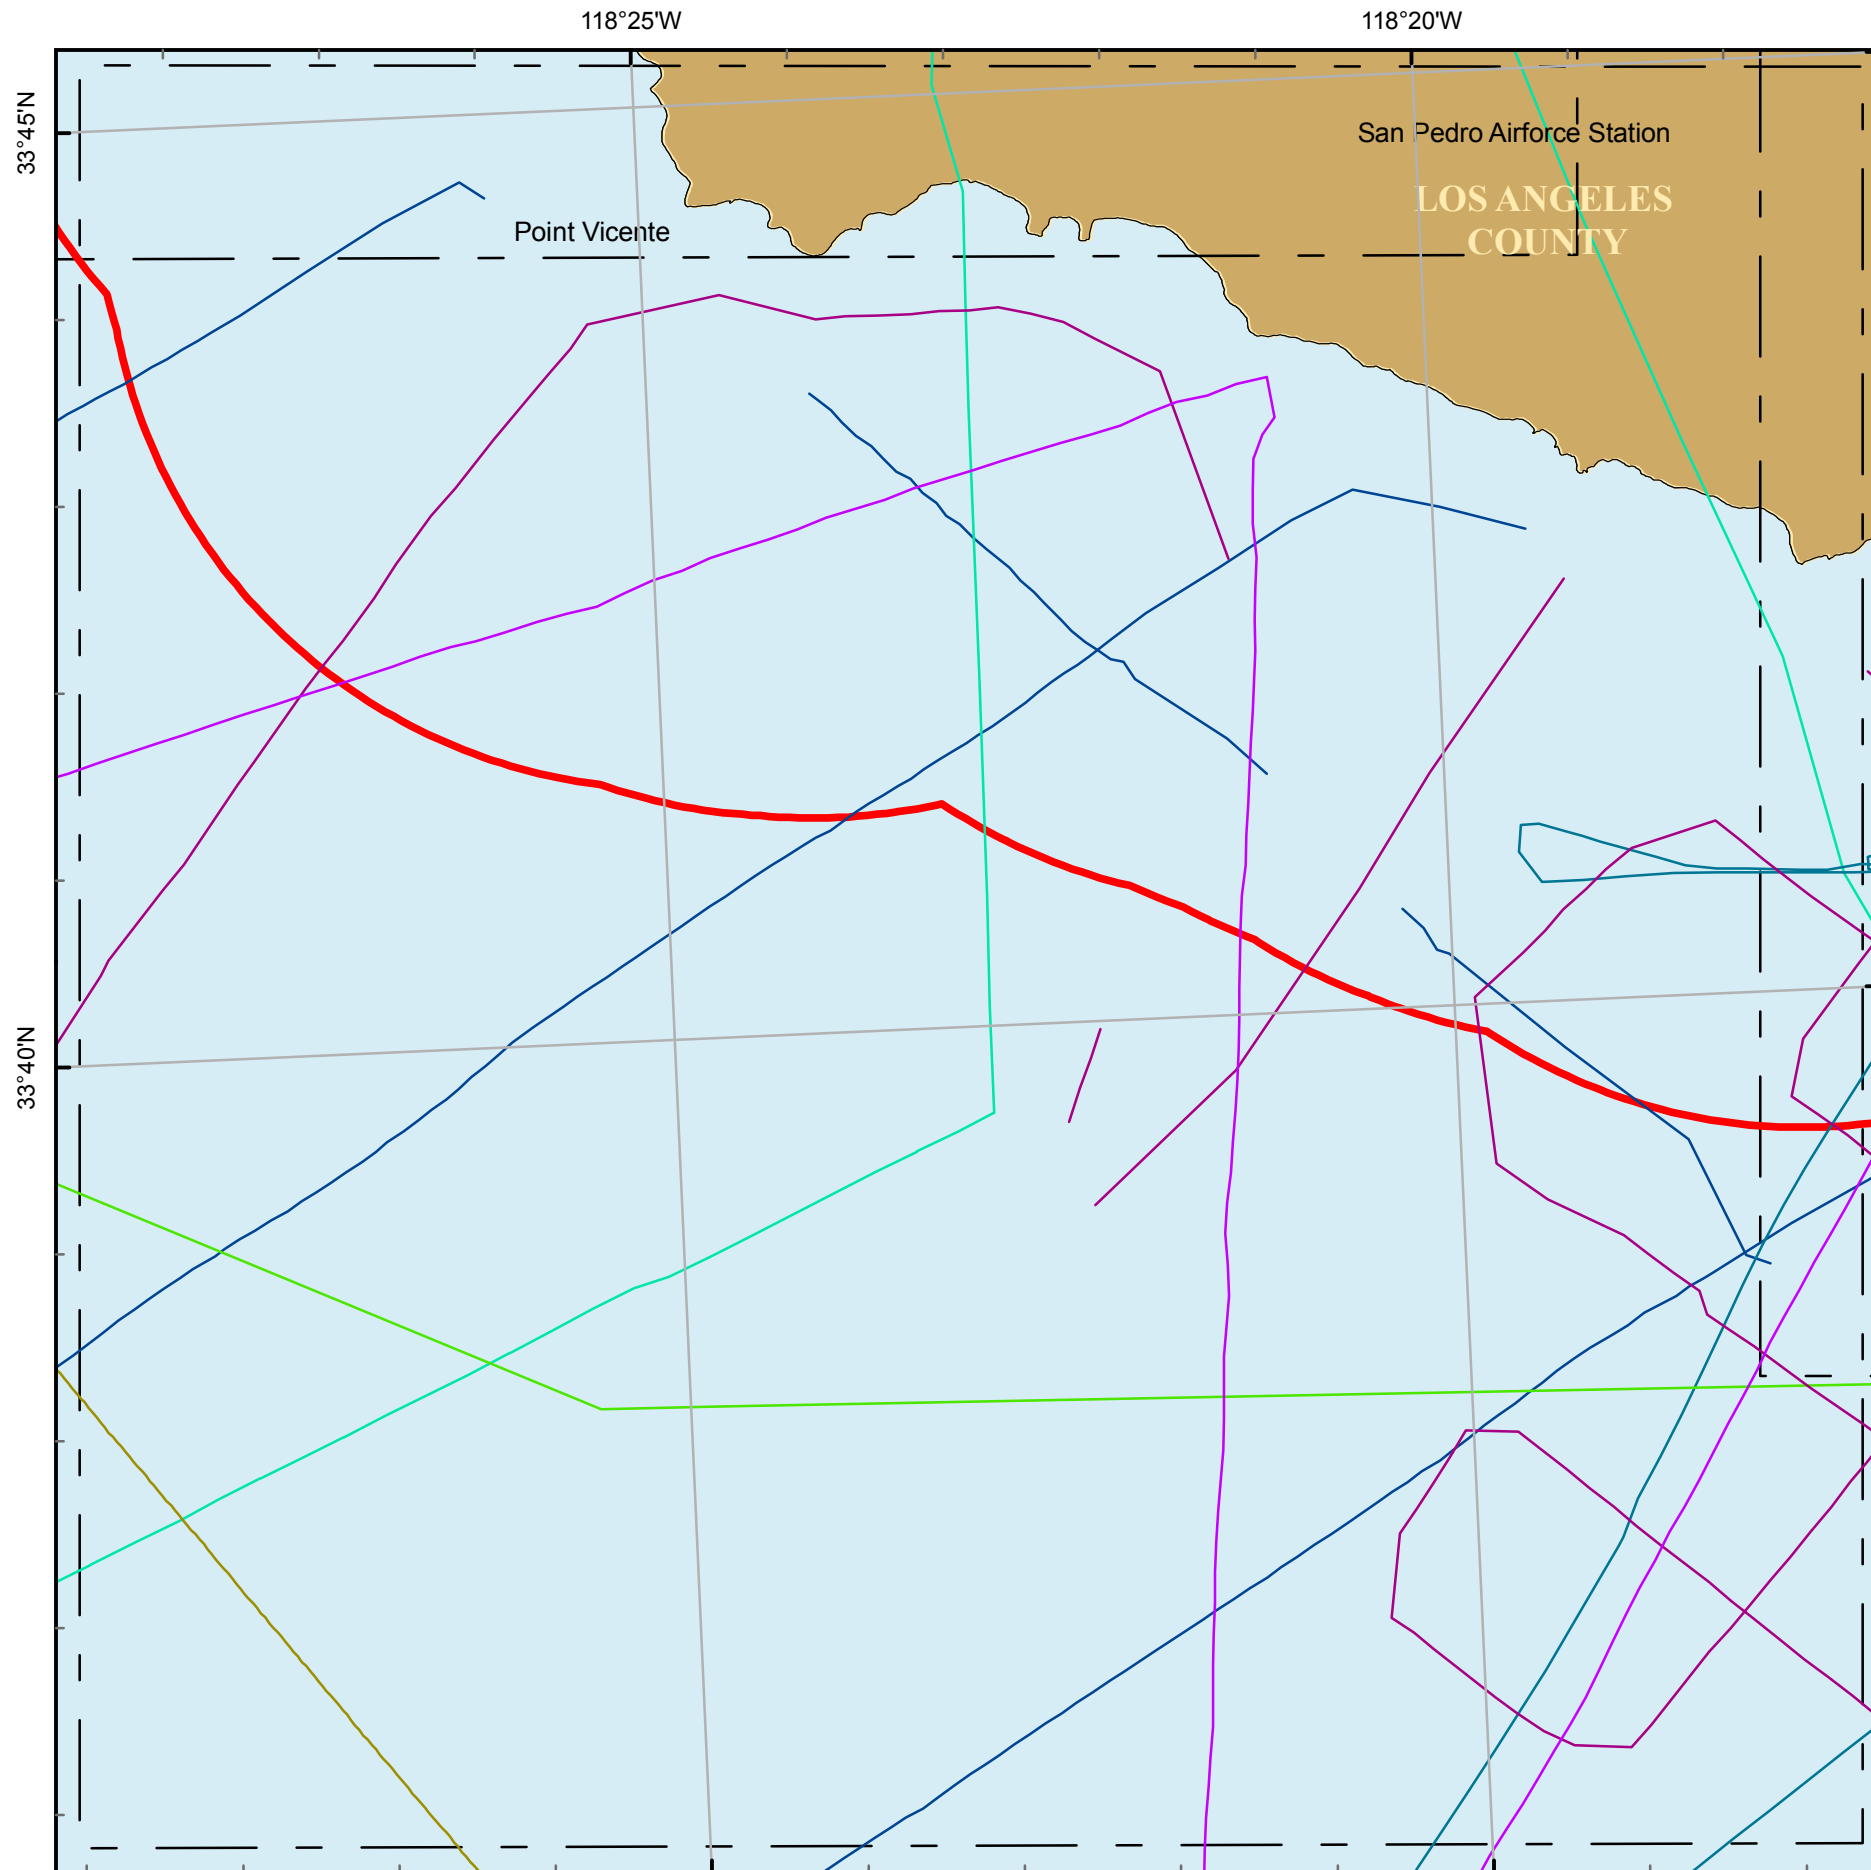 118°25'W
118°20'W
33°45'N
San Pedro Airforce Station
LOS ANGELES
COUNTY
Point Vicente
33°40'N